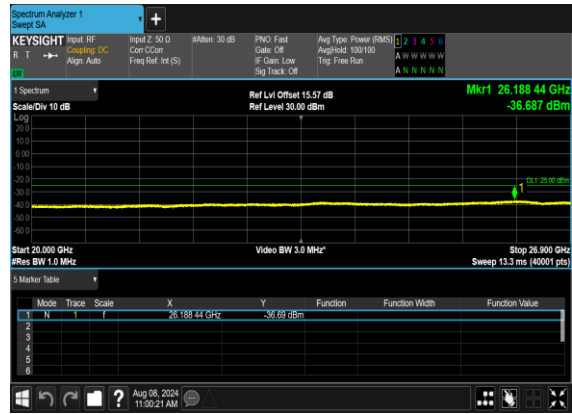 Spectrum Analyzer 1
Swept SA
KEYSIGHT Input: RF Input Z: 50 Ω #Atten: 30 dB PNO: Fast Avg Type: Power (RMS) 1 2 3 4 5 6
R T Coupling: DC Corr CCorr Gate: Off Avg|Hold: 100/100 A W W W W W
Align: Auto Freq Ref: Int (S) IF Gain: Low Trig: Free Run
Sig Track: Off A N N N N N
1 Spectrum Ref Lvl Offset 15.57 dB Mkr1 26.188 44 GHz
Scale/Div 10 dB Ref Level 30.00 dBm -36.687 dBm
Log
20.0
10.0
0.00
-10.0
-20.0
DL1 -25.00 dBm
-30.0
1
-40.0
-50.0
-60.0
Start 20.000 GHz Video BW 3.0 MHz* Stop 26.900 GHz
#Res BW 1.0 MHz Sweep 13.3 ms (40001 pts)
5 Marker Table
Mode Trace Scale X Y Function Function Width Function Value
1 N 1 f 26.188 44 GHz -36.69 dBm
2
3
4
5
6
? Aug 08, 2024
11:00:21 AM